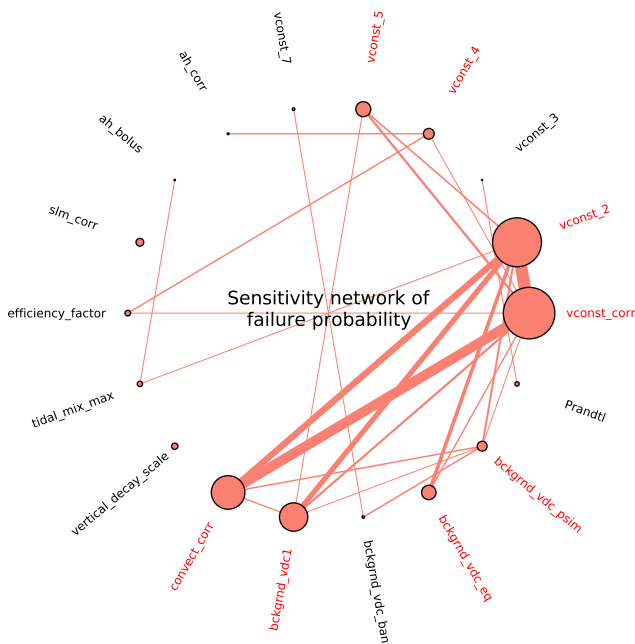 vconst_5
vconst_7
vconst_4
ah_corr
vconst_3
ah_bolus
vconst_2
slm_corr
Sensitivity network of
failure probability
efficiency_factor
vconst_corr
tidal_mix_max
Prandtl
vertical_decay_scale
bckgrnd_vdc_psim
convect_corr
bckgrnd_vdc_eq
bckgrnd_vdc1
bckgrnd_vdc_ban